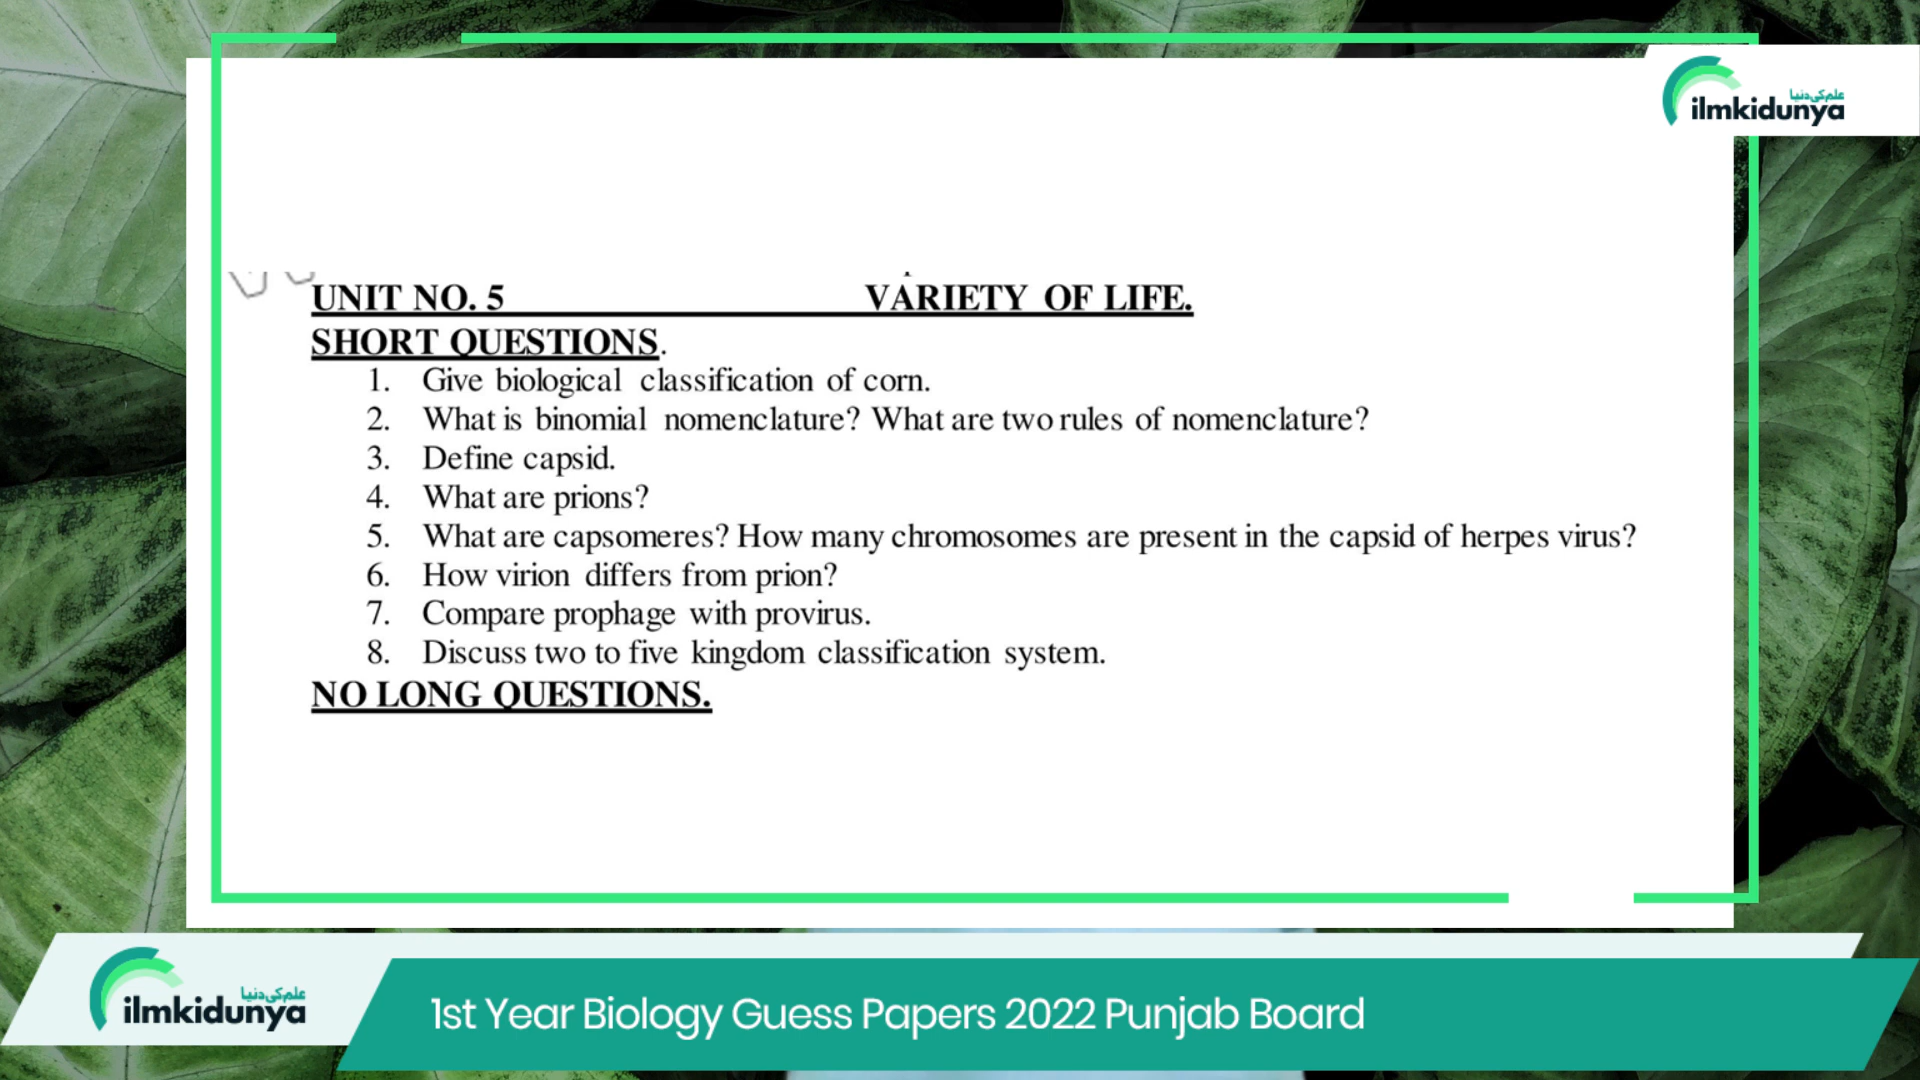 علم کی دنیا
ilmkidunya
UNIT NO. 5 VARIETY OF LIFE.
SHORT QUESTIONS.
1. Give biological classification of corn.
2. What is binomial nomenclature? What are two rules of nomenclature?
3. Define capsid.
4. What are prions?
5. What are capsomeres? How many chromosomes are present in the capsid of herpes virus?
6. How virion differs from prion?
7. Compare prophage with provirus.
8. Discuss two to five kingdom classification system.
NO LONG QUESTIONS.
علم کی دنیا
ilmkidunya
1st Year Biology Guess Papers 2022 Punjab Board